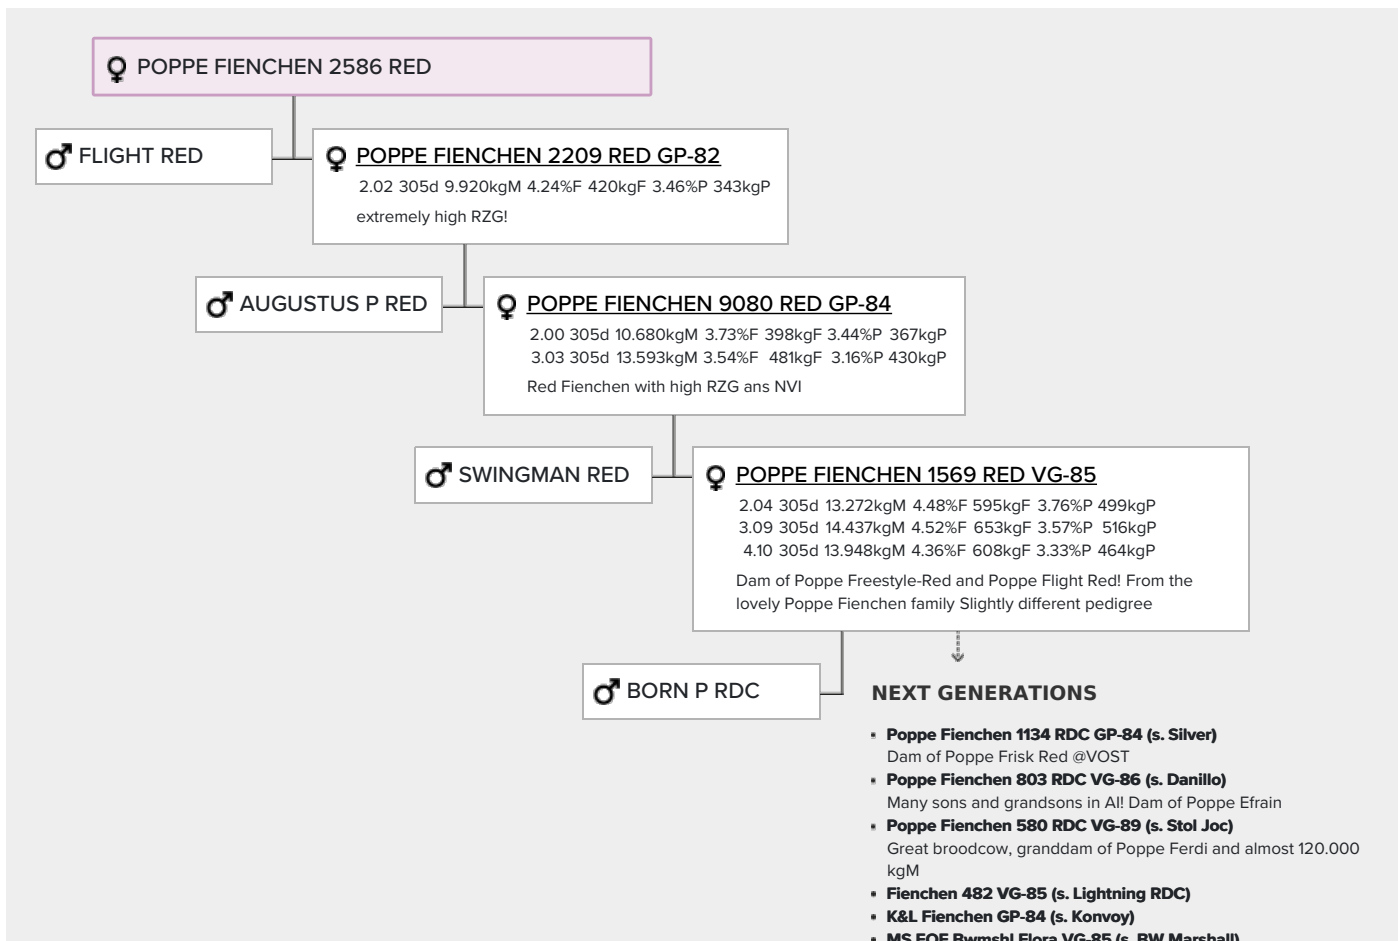 POPPE FIENCHEN 2586 RED
FLIGHT RED
POPPE FIENCHEN 2209 RED GP-82
2.02 305d 9.920kgM 4.24%F 420kgF 3.46%P 343kgP
extremely high RZG!
AUGUSTUS P RED
POPPE FIENCHEN 9080 RED GP-84
2.00 305d 10.680kgM 3.73%F 398kgF 3.44%P 367kgP
3.03 305d 13.593kgM 3.54%F 481kgF 3.16%P 430kgP
Red Fienchen with high RZG ans NVI
SWINGMAN RED
POPPE FIENCHEN 1569 RED VG-85
2.04 305d 13.272kgM 4.48%F 595kgF 3.76%P 499kgP
3.09 305d 14.437kgM 4.52%F 653kgF 3.57%P 516kgP
4.10 305d 13.948kgM 4.36%F 608kgF 3.33%P 464kgP
Dam of Poppe Freestyle-Red and Poppe Flight Red! From the
lovely Poppe Fienchen family Slightly different pedigree
BORN P RDC
NEXT GENERATIONS
Poppe Fienchen 1134 RDC GP-84 (s. Silver)
Dam of Poppe Frisk Red @VOST
Poppe Fienchen 803 RDC VG-86 (s. Danillo)
Many sons and grandsons in AI! Dam of Poppe Efrain
Poppe Fienchen 580 RDC VG-89 (s. Stol Joc)
Great broodcow, granddam of Poppe Ferdi and almost 120.000
kgM
Fienchen 482 VG-85 (s. Lightning RDC)
K&L Fienchen GP-84 (s. Konvoy)
MS EOE Bwmshl Flora VG-85 (s. BW Marshall)